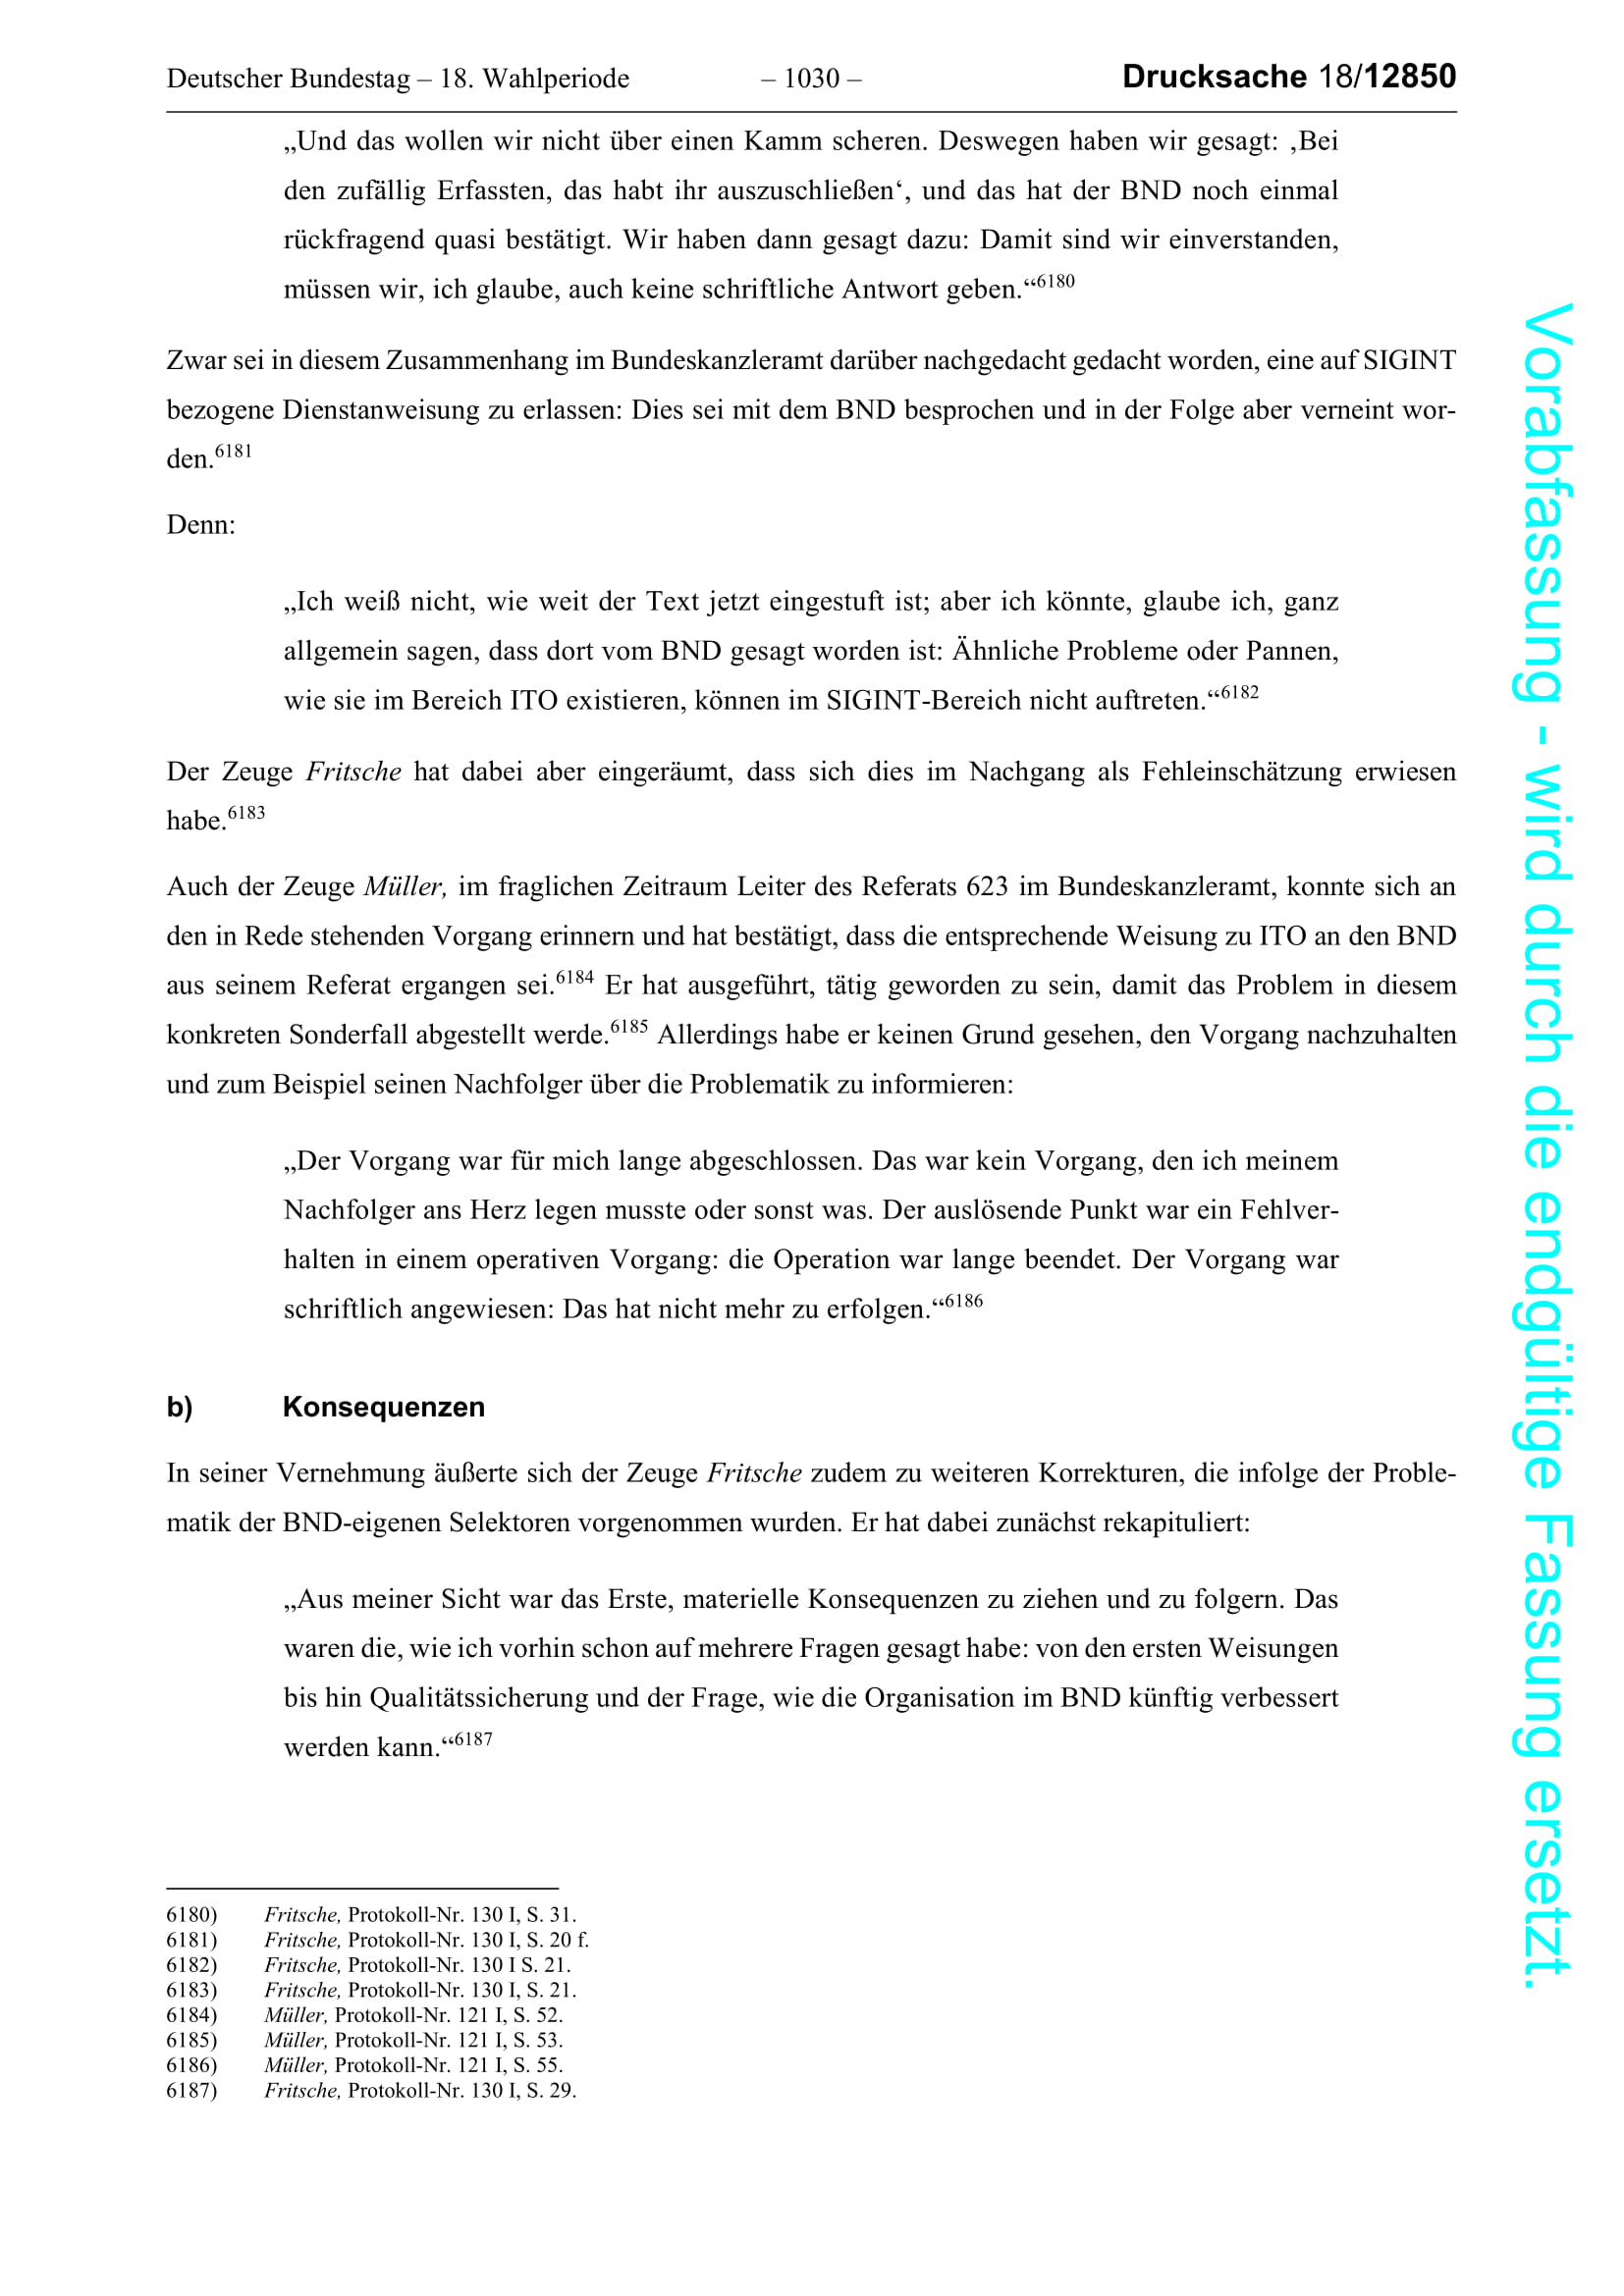 Deutscher Bundestag – 18. Wahlperiode – 1030 – Drucksache 18/12850
„Und das wollen wir nicht über einen Kamm scheren. Deswegen haben wir gesagt: ‚Bei
den zufällig Erfassten, das habt ihr auszuschließen‘, und das hat der BND noch einmal
rückfragend quasi bestätigt. Wir haben dann gesagt dazu: Damit sind wir einverstanden,
müssen wir, ich glaube, auch keine schriftliche Antwort geben.“6180
Zwar sei in diesem Zusammenhang im Bundeskanzleramt darüber nachgedacht gedacht worden, eine auf SIGINT
bezogene Dienstanweisung zu erlassen: Dies sei mit dem BND besprochen und in der Folge aber verneint wor-
den.6181
Denn:
„Ich weiß nicht, wie weit der Text jetzt eingestuft ist; aber ich könnte, glaube ich, ganz
allgemein sagen, dass dort vom BND gesagt worden ist: Ähnliche Probleme oder Pannen,
wie sie im Bereich ITO existieren, können im SIGINT-Bereich nicht auftreten.“6182
Der Zeuge Fritsche hat dabei aber eingeräumt, dass sich dies im Nachgang als Fehleinschätzung erwiesen
habe.6183
Auch der Zeuge Müller, im fraglichen Zeitraum Leiter des Referats 623 im Bundeskanzleramt, konnte sich an
den in Rede stehenden Vorgang erinnern und hat bestätigt, dass die entsprechende Weisung zu ITO an den BND
aus seinem Referat ergangen sei.6184 Er hat ausgeführt, tätig geworden zu sein, damit das Problem in diesem
konkreten Sonderfall abgestellt werde.6185 Allerdings habe er keinen Grund gesehen, den Vorgang nachzuhalten
und zum Beispiel seinen Nachfolger über die Problematik zu informieren:
„Der Vorgang war für mich lange abgeschlossen. Das war kein Vorgang, den ich meinem
Nachfolger ans Herz legen musste oder sonst was. Der auslösende Punkt war ein Fehlver-
halten in einem operativen Vorgang: die Operation war lange beendet. Der Vorgang war
schriftlich angewiesen: Das hat nicht mehr zu erfolgen.“6186
b) Konsequenzen
In seiner Vernehmung äußerte sich der Zeuge Fritsche zudem zu weiteren Korrekturen, die infolge der Proble-
matik der BND-eigenen Selektoren vorgenommen wurden. Er hat dabei zunächst rekapituliert:
„Aus meiner Sicht war das Erste, materielle Konsequenzen zu ziehen und zu folgern. Das
waren die, wie ich vorhin schon auf mehrere Fragen gesagt habe: von den ersten Weisungen
bis hin Qualitätssicherung und der Frage, wie die Organisation im BND künftig verbessert
werden kann.“6187
6180) Fritsche, Protokoll-Nr. 130 I, S. 31.
6181) Fritsche, Protokoll-Nr. 130 I, S. 20 f.
6182) Fritsche, Protokoll-Nr. 130 I S. 21.
6183) Fritsche, Protokoll-Nr. 130 I, S. 21.
6184) Müller, Protokoll-Nr. 121 I, S. 52.
6185) Müller, Protokoll-Nr. 121 I, S. 53.
6186) Müller, Protokoll-Nr. 121 I, S. 55.
6187) Fritsche, Protokoll-Nr. 130 I, S. 29.
Vorabfassung - wird durch die endgültige Fassung ersetzt.